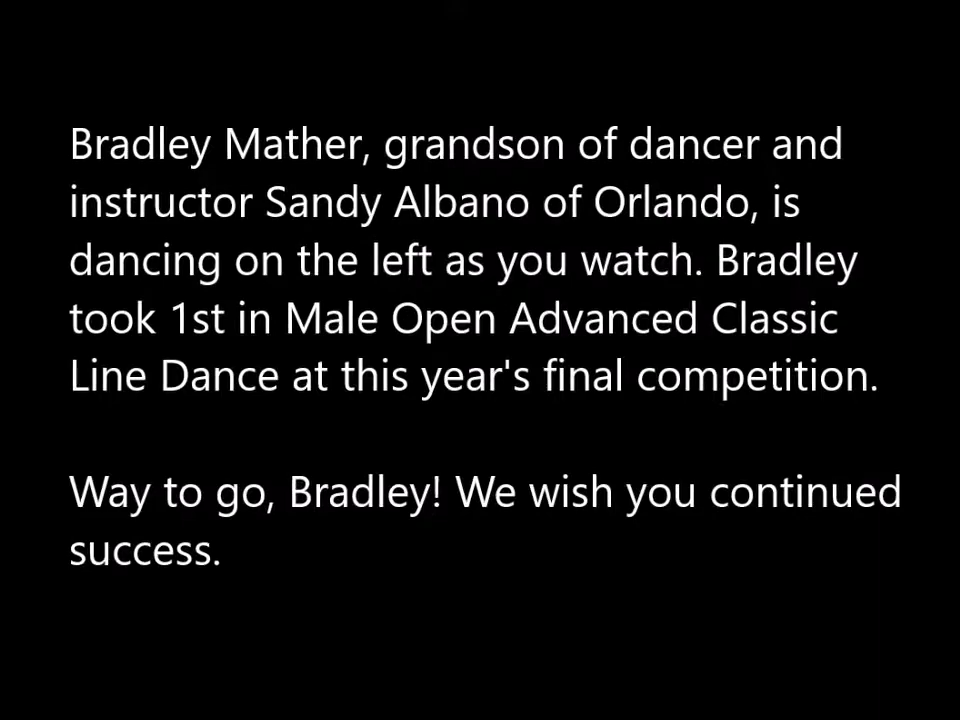 Bradley Mather, grandson of dancer and
instructor Sandy Albano of Orlando, is
dancing on the left as you watch. Bradley
took 1st in Male Open Advanced Classic
Line Dance at this year's final competition.
Way to go, Bradley! We wish you continued
success.